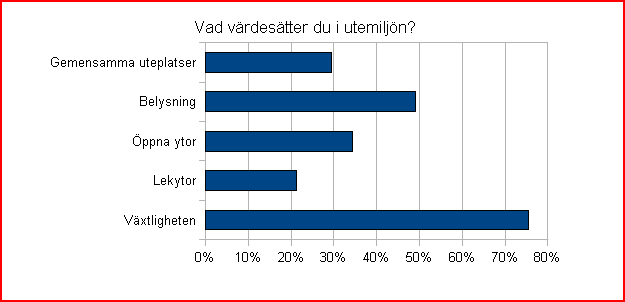 Vad värdesätter du i utemiljön?
Gemensamma uteplatser
Belysning
Öppna ytor
Lekytor
Växtligheten
0% 10% 20% 30% 40% 50% 60% 70% 80%